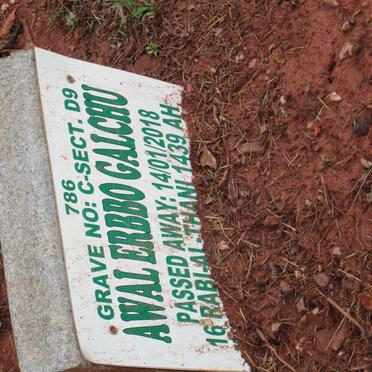 786
GRAVE NO: C-SECT. D9
AWAL ERBBO GALCHU
PASSED AWAY: 14/01/2018
16 RABI-AL-THANI 1439 AH